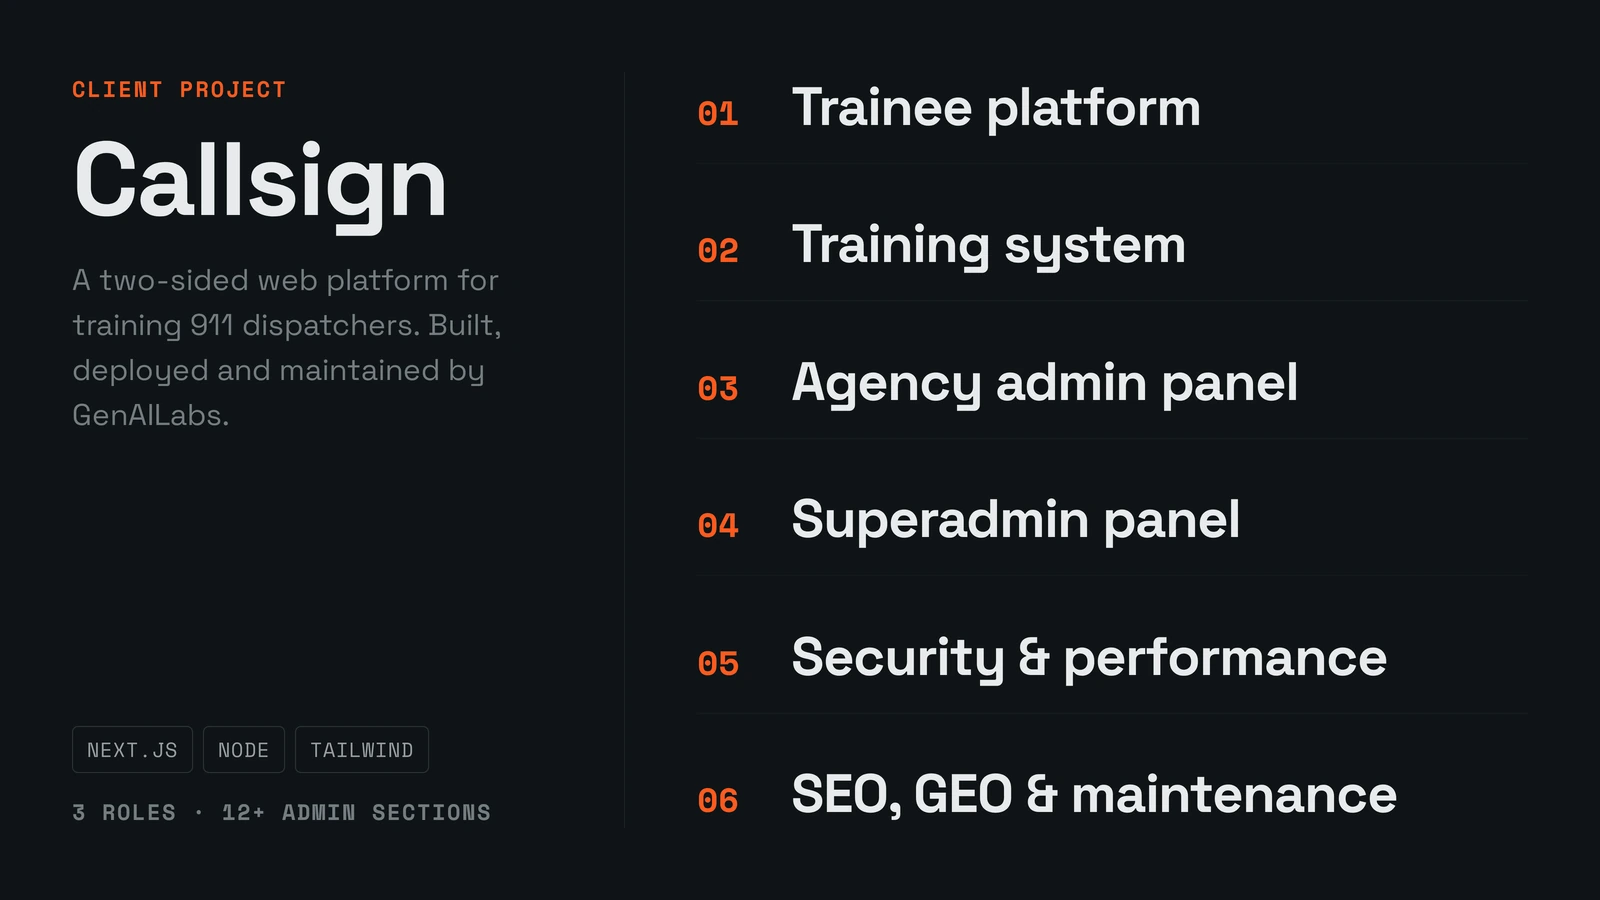 CLIENT PROJECT
Callsign
A two-sided web platform for
training 911 dispatchers. Built,
deployed and maintained by
GenAILabs.
NEXT.JS NODE TAILWIND
3 ROLES · 12+ ADMIN SECTIONS
01 Trainee platform
02 Training system
03 Agency admin panel
04 Superadmin panel
05 Security & performance
06 SEO, GEO & maintenance